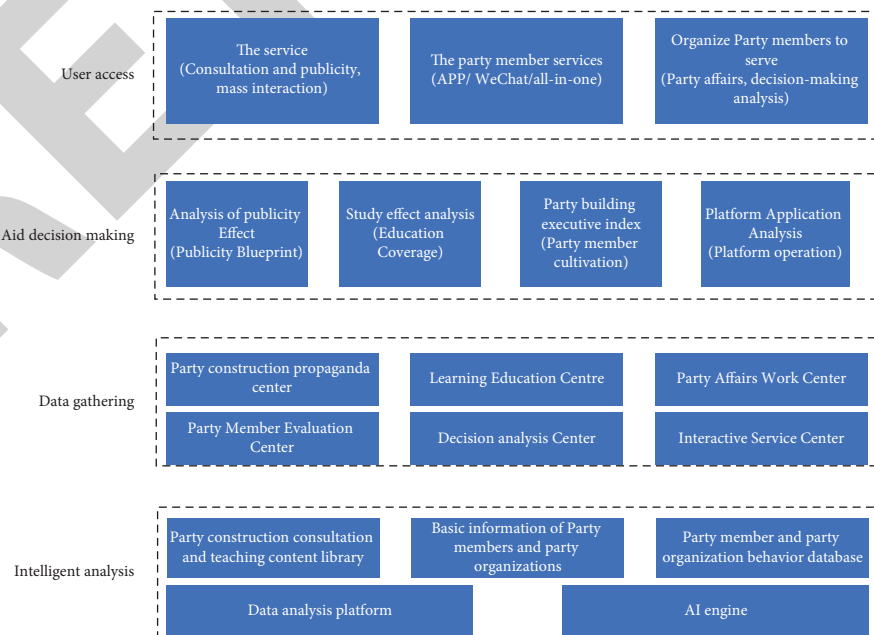 User access
The service
(Consultation and publicity,
mass interaction)
The party member services
(APP/ WeChat/all-in-one)
Organize Party members to
serve
(Party affairs, decision-making
analysis)
Aid decision making
Analysis of publicity
Effect
(Publicity Blueprint)
Study effect analysis
(Education
Coverage)
Party building
executive index
(Party member
cultivation)
Platform Application
Analysis
(Platform operation)
Data gathering
Party construction propaganda
center
Learning Education Centre
Party Affairs Work Center
Party Member Evaluation
Center
Decision analysis Center
Interactive Service Center
Intelligent analysis
Party construction consultation
and teaching content library
Basic information of Party
members and party
organizations
Party member and party
organization behavior database
Data analysis platform
AI engine